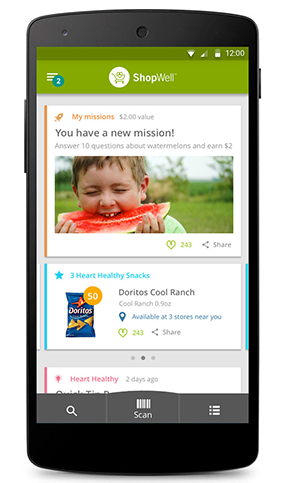 12:00
2
ShopWell™
My missions $2.00 value
You have a new mission!
Answer 10 questions about watermelons and earn $2
243 Share
3 Heart Healthy Snacks
50
Doritos
Doritos Cool Ranch
Cool Ranch 0.9oz
Available at 3 stores near you
243 Share
Heart Healthy 2 days ago
Scan